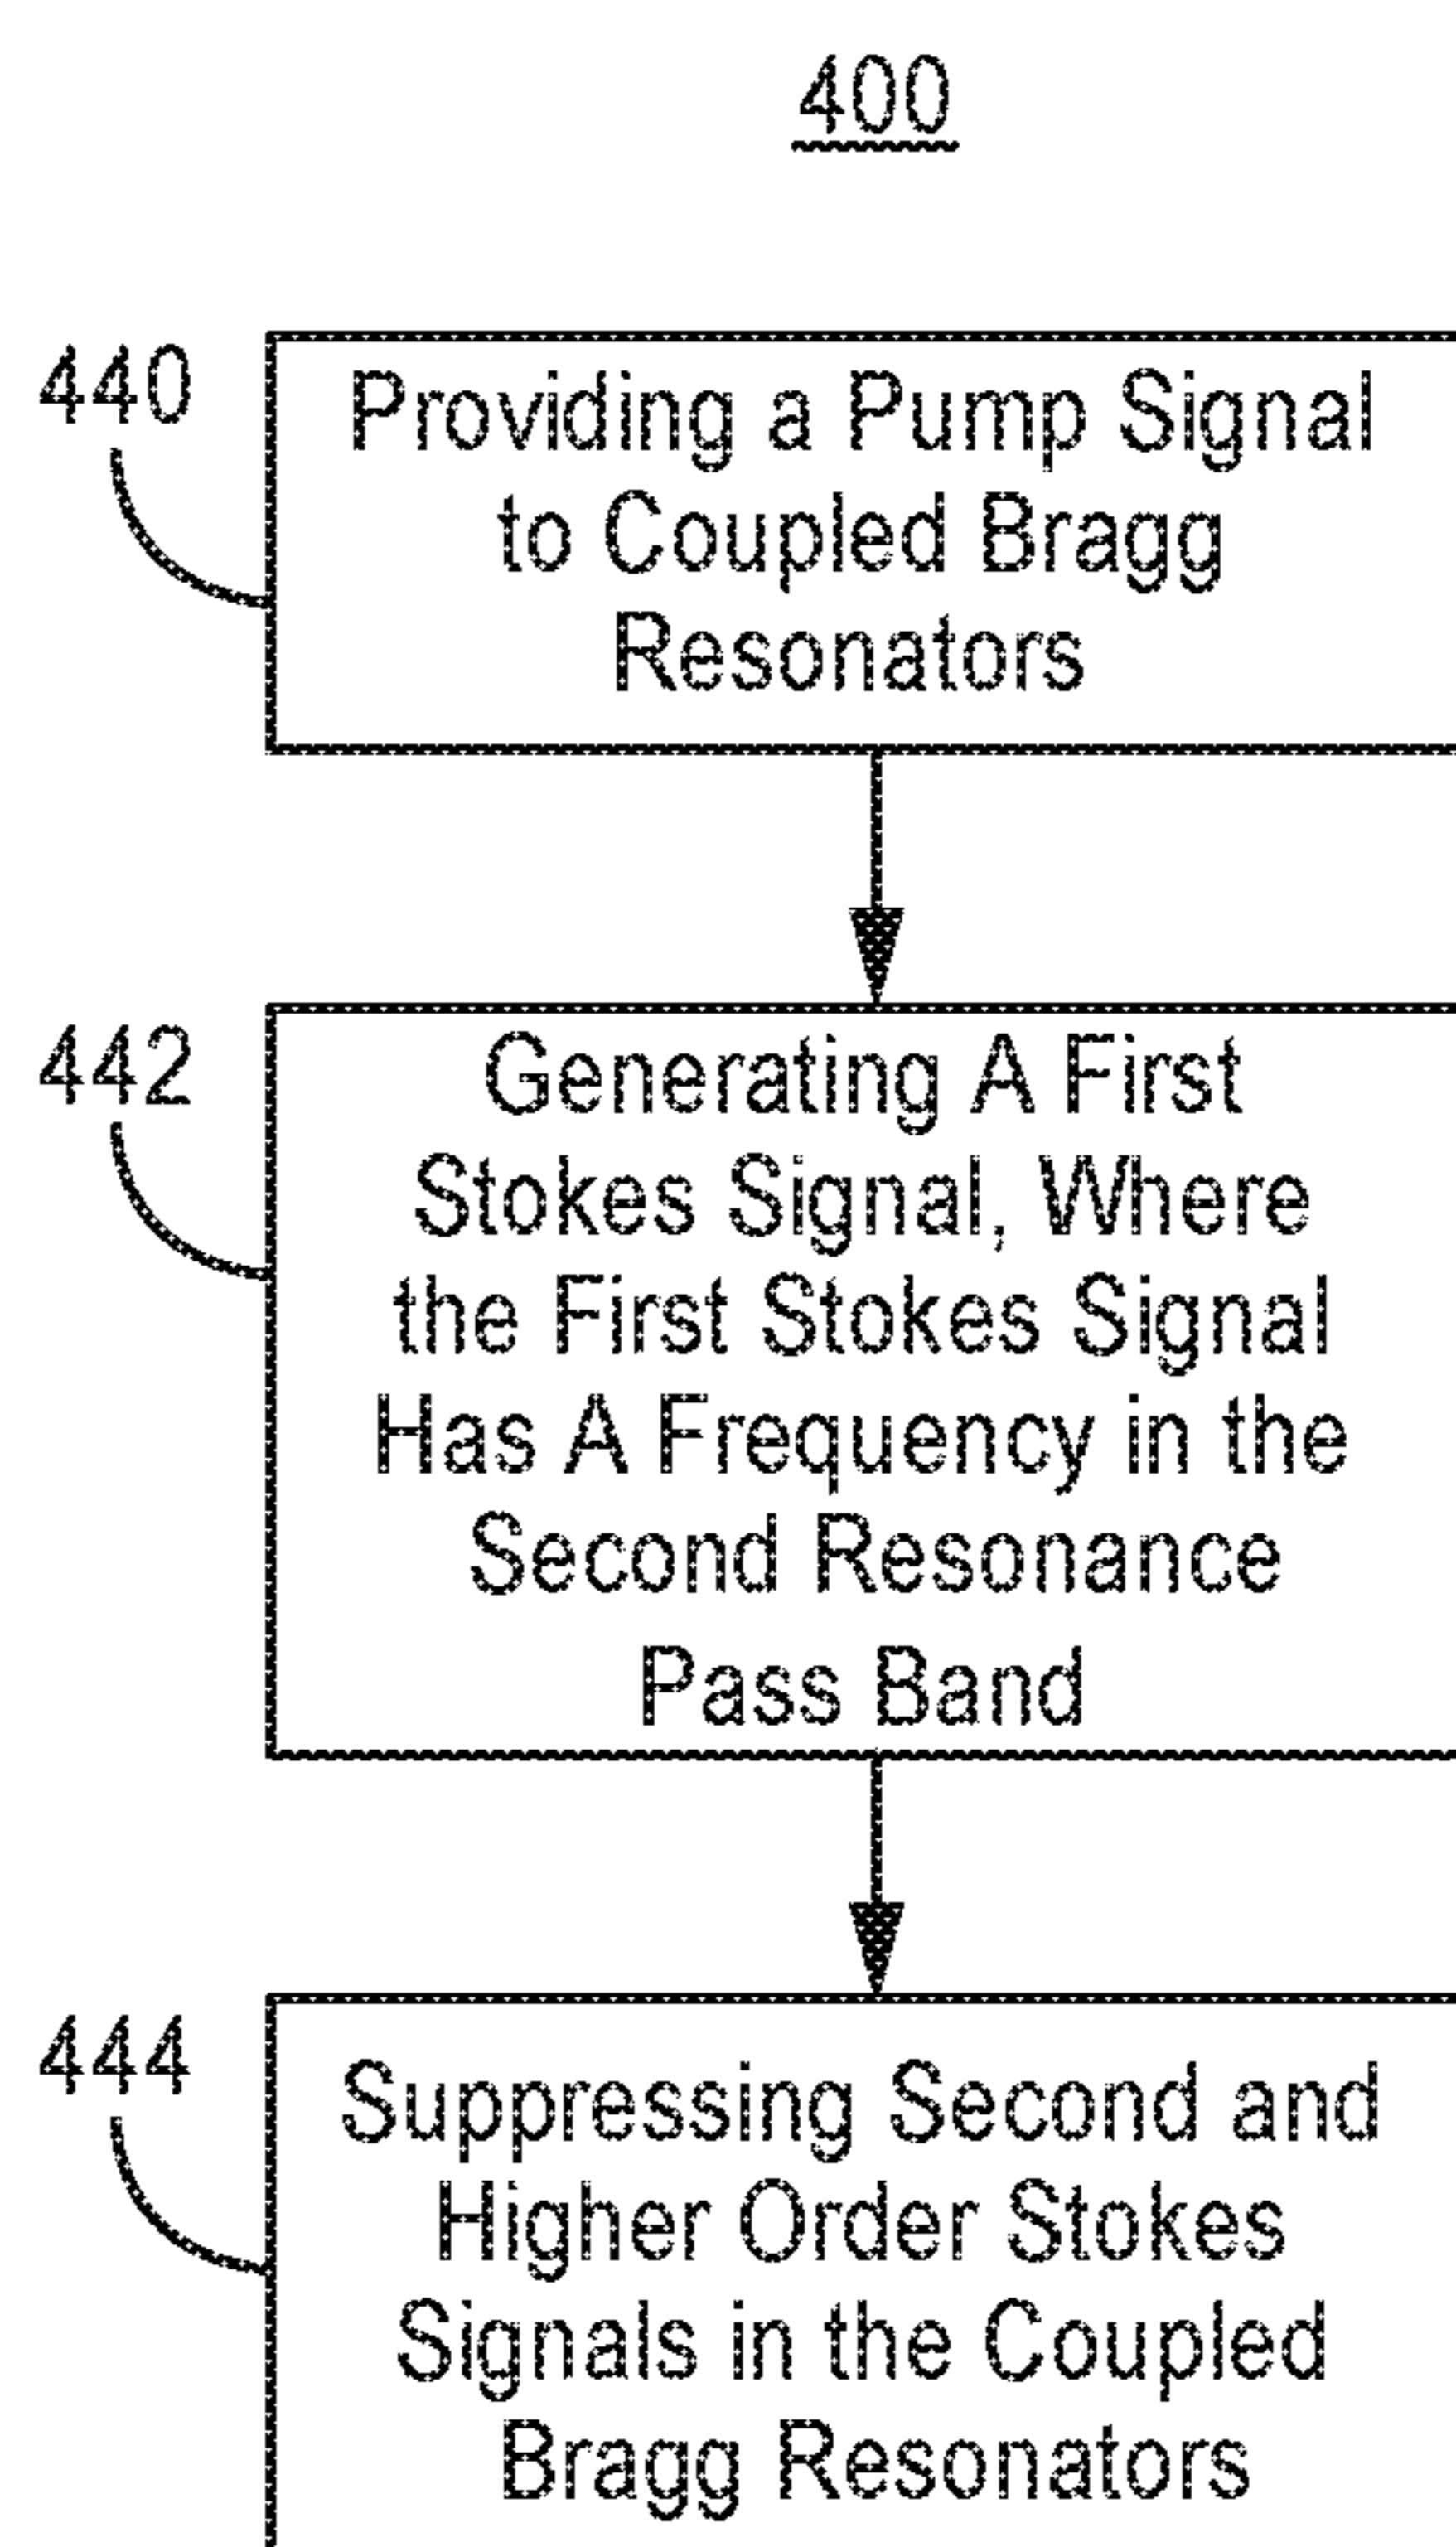 400
440
Providing a Pump Signal
to Coupled Bragg
Resonators
442
Generating A First
Stokes Signal, Where
the First Stokes Signal
Has A Frequency in the
Second Resonance
Pass Band
444
Suppressing Second and
Higher Order Stokes
Signals in the Coupled
Bragg Resonators